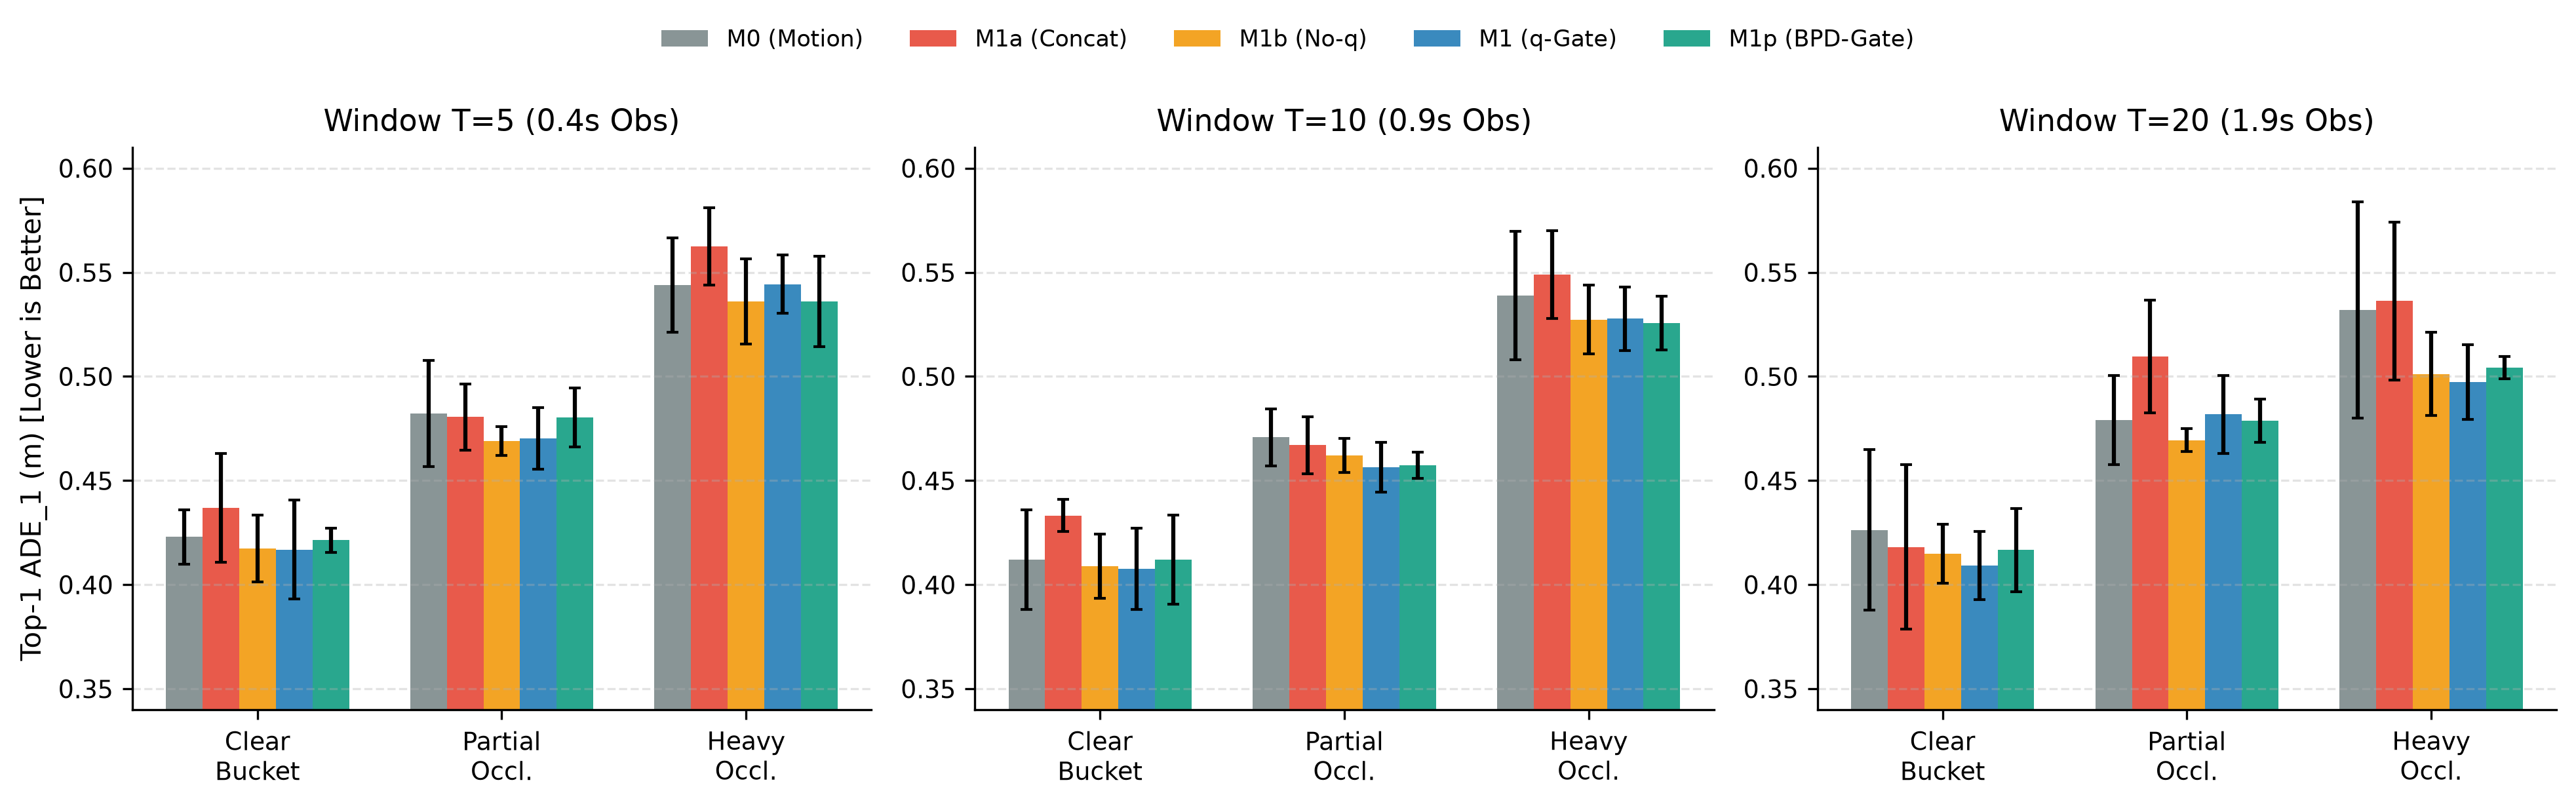 M0 (Motion)
M1a (Concat)
M1b (No-q)
M1 (q-Gate)
M1p (BPD-Gate)
Top-1 ADE_1 (m) [Lower is Better]
Window T=5 (0.4s Obs)
0.60
0.55
0.50
0.45
0.40
0.35
Clear
Bucket
Partial
Occl.
Heavy
Occl.
Window T=10 (0.9s Obs)
0.60
0.55
0.50
0.45
0.40
0.35
Clear
Bucket
Partial
Occl.
Heavy
Occl.
Window T=20 (1.9s Obs)
0.60
0.55
0.50
0.45
0.40
0.35
Clear
Bucket
Partial
Occl.
Heavy
Occl.